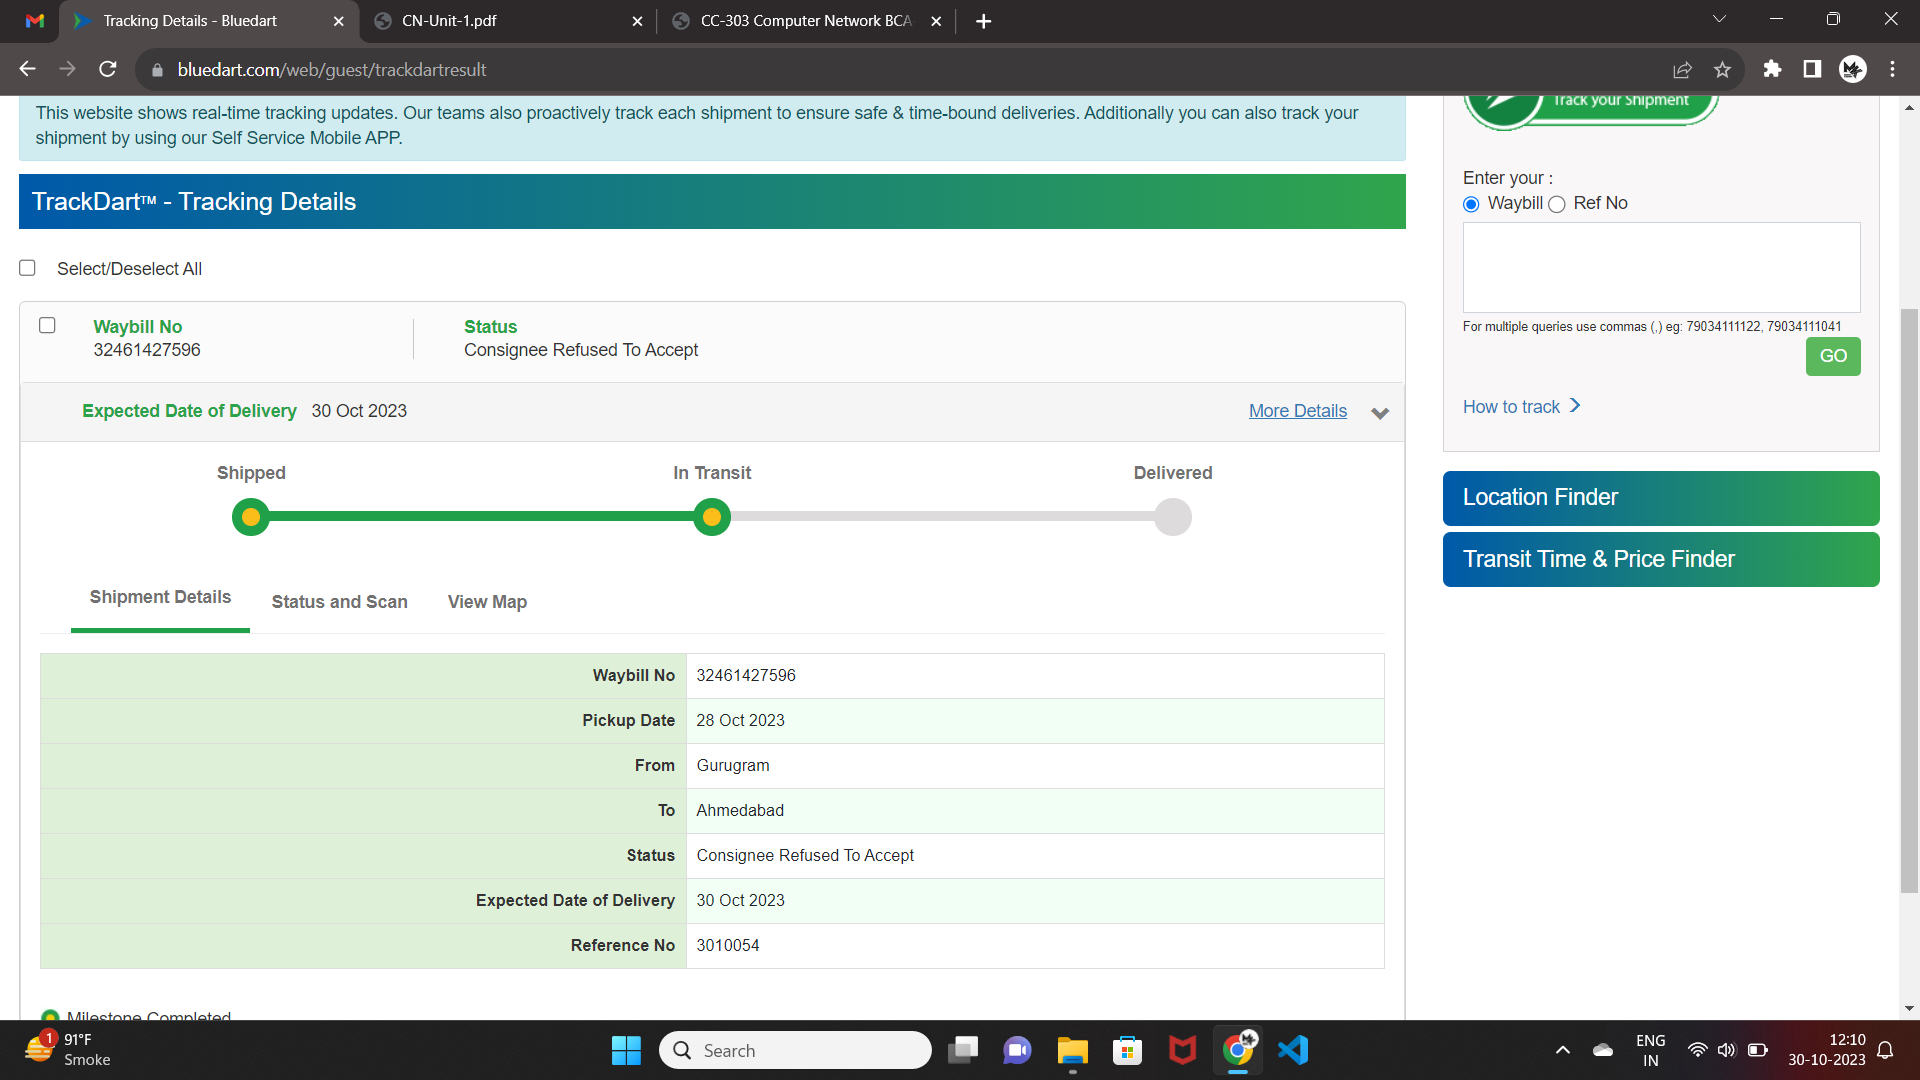 Tracking Details - Bluedart
CN-Unit-1.pdf
CC-303 Computer Network BCA
bluedart.com/web/guest/trackdartresult
This website shows real-time tracking updates. Our teams also proactively track each shipment to ensure safe & time-bound deliveries. Additionally you can also track your
shipment by using our Self Service Mobile APP.
TrackDart™ - Tracking Details
Select/Deselect All
Waybill No
32461427596
Status
Consignee Refused To Accept
Expected Date of Delivery 30 Oct 2023
More Details
Shipped
In Transit
Delivered
Shipment Details
Status and Scan
View Map
Waybill No 32461427596
Pickup Date 28 Oct 2023
From Gurugram
To Ahmedabad
Status Consignee Refused To Accept
Expected Date of Delivery 30 Oct 2023
Reference No 3010054
Milestone Completed
Track your Shipment
Enter your :
Waybill Ref No
For multiple queries use commas (,) eg: 79034111122, 79034111041
GO
How to track
Location Finder
Transit Time & Price Finder
1
91°F
Smoke
Search
ENG
IN
12:10
30-10-2023